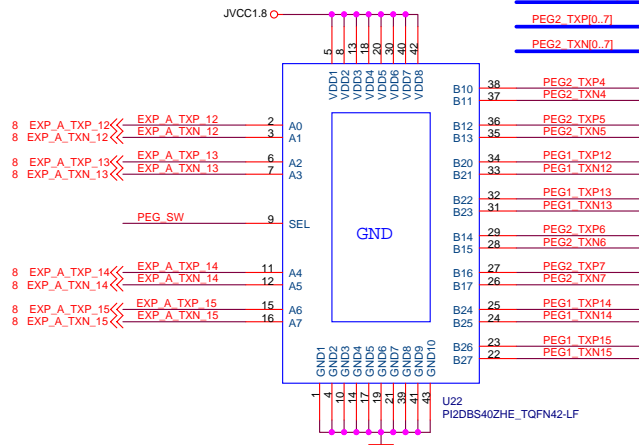 JVCC1.8
PEG2_TXP[0..7]
PEG2_TXN[0..7]
5 8 13 18 20 30 40 42
VDD1 VDD2 VDD3 VDD4 VDD5 VDD6 VDD7 VDD8
B10 38 PEG2_TXP4
B11 37 PEG2_TXN4
8 EXP_A_TXP_12 EXP_A_TXP_12 2 A0
8 EXP_A_TXN_12 EXP_A_TXN_12 3 A1
B12 36 PEG2_TXP5
B13 35 PEG2_TXN5
8 EXP_A_TXP_13 EXP_A_TXP_13 6 A2
8 EXP_A_TXN_13 EXP_A_TXN_13 7 A3
B20 34 PEG1_TXP12
B21 33 PEG1_TXN12
B22 32 PEG1_TXP13
B23 31 PEG1_TXN13
PEG_SW 9 SEL
GND
B14 29 PEG2_TXP6
B15 28 PEG2_TXN6
8 EXP_A_TXP_14 EXP_A_TXP_14 11 A4
8 EXP_A_TXN_14 EXP_A_TXN_14 12 A5
B16 27 PEG2_TXP7
B17 26 PEG2_TXN7
8 EXP_A_TXP_15 EXP_A_TXP_15 15 A6
8 EXP_A_TXN_15 EXP_A_TXN_15 16 A7
B24 25 PEG1_TXP14
B25 24 PEG1_TXN14
B26 23 PEG1_TXP15
B27 22 PEG1_TXN15
GND1 GND2 GND3 GND4 GND5 GND6 GND7 GND8 GND9 GND10
1 4 10 14 17 19 21 39 41 43
U22
PI2DBS40ZHE_TQFN42-LF